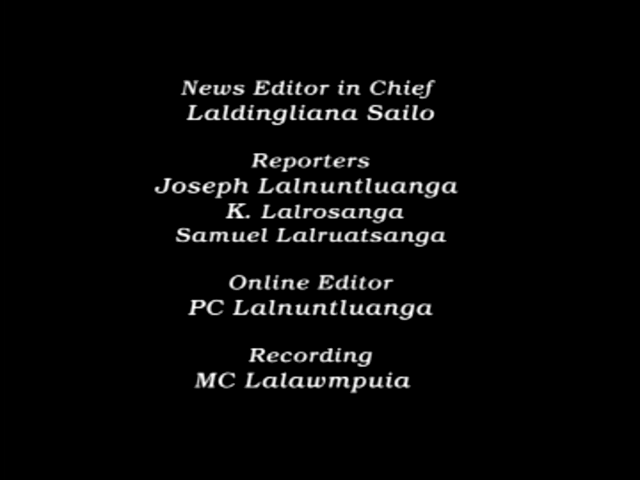 News Editor in Chief
Laldingliana Sailo
Reporters
Joseph Lalnuntluanga
K. Lalrosanga
Samuel Lalruatsanga
Online Editor
PC Lalnuntluanga
Recording
MC Lalawmpuia